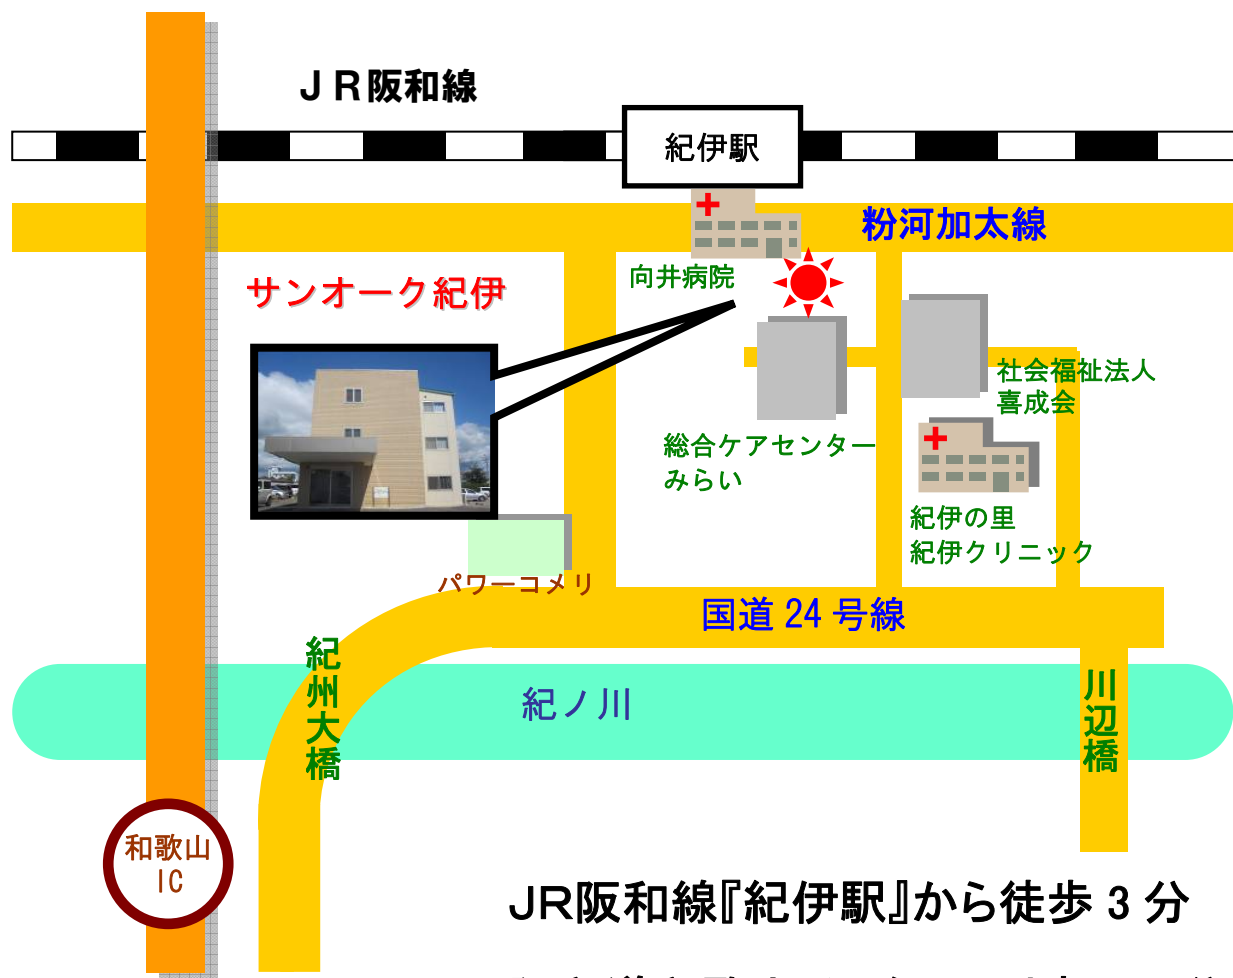 ＪＲ阪和線
紀伊駅
粉河加太線
向井病院
サンオーク紀伊
社会福祉法人
喜成会
総合ケアセンター
みらい
紀伊の里
紀伊クリニック
パワーコメリ
国道 24 号線
紀州大橋
紀ノ川
川辺橋
和歌山
IC
JR阪和線『紀伊駅』から徒歩 3 分